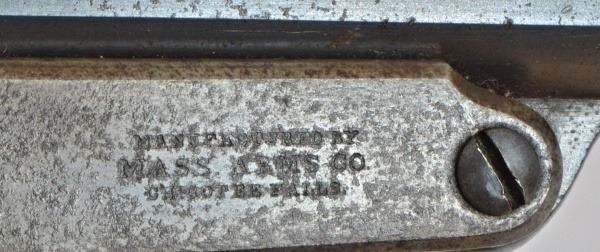 MANUFACTURED BY
MASS ARMS CO
CHICOPEE FALLS.